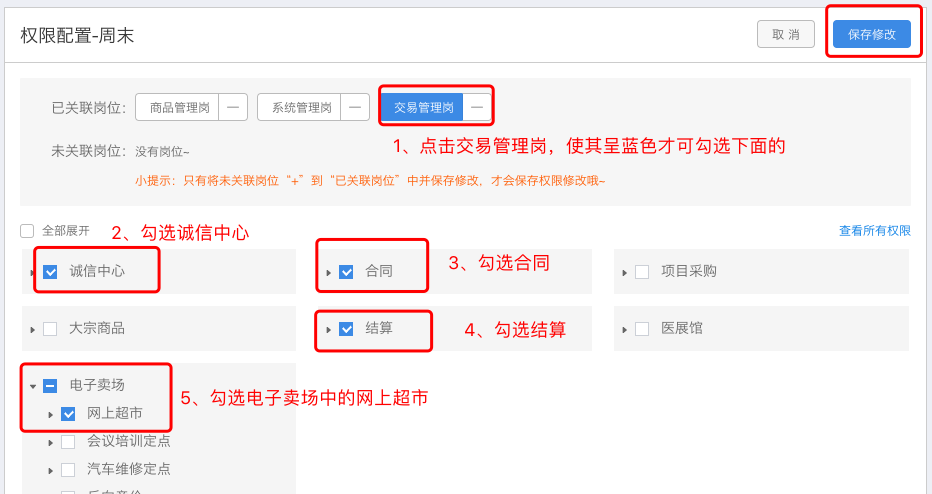 权限配置-周末
取 消
保存修改
已关联岗位:
商品管理岗
系统管理岗
交易管理岗
1、点击交易管理岗，使其呈蓝色才可勾选下面的
未关联岗位: 没有岗位~
小提示：只有将未关联岗位“+”到“已关联岗位”中并保存修改，才会保存权限修改哦~
全部展开
2、勾选诚信中心
查看所有权限
诚信中心
合同
3、勾选合同
项目采购
大宗商品
结算
4、勾选结算
医展馆
电子卖场
5、勾选电子卖场中的网上超市
网上超市
会议培训定点
汽车维修定点